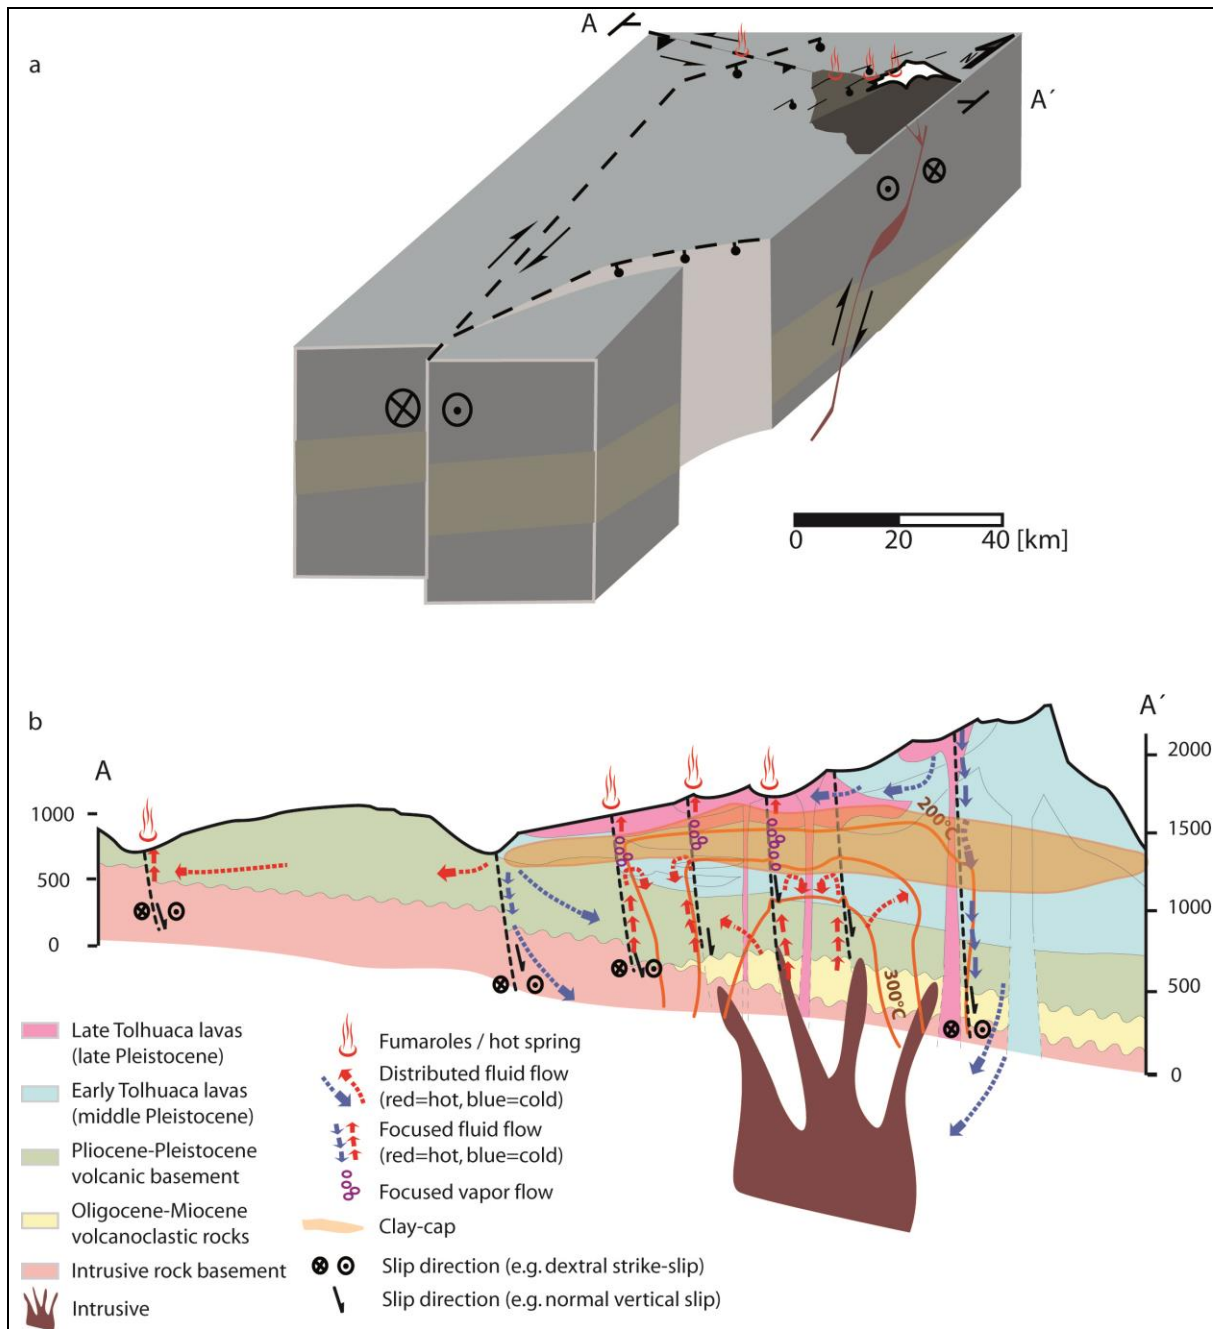 a
A
N
A´
0 20 40 [km]
b
A
A´
1000
500
0
2000
1500
1000
500
0
200°C
300°C
Late Tolhuaca lavas
(late Pleistocene)
Early Tolhuaca lavas
(middle Pleistocene)
Pliocene-Pleistocene
volcanic basement
Oligocene-Miocene
volcanoclastic rocks
Intrusive rock basement
Intrusive
Fumaroles / hot spring
Distributed fluid flow
(red=hot, blue=cold)
Focused fluid flow
(red=hot, blue=cold)
Focused vapor flow
Clay-cap
Slip direction (e.g. dextral strike-slip)
Slip direction (e.g. normal vertical slip)